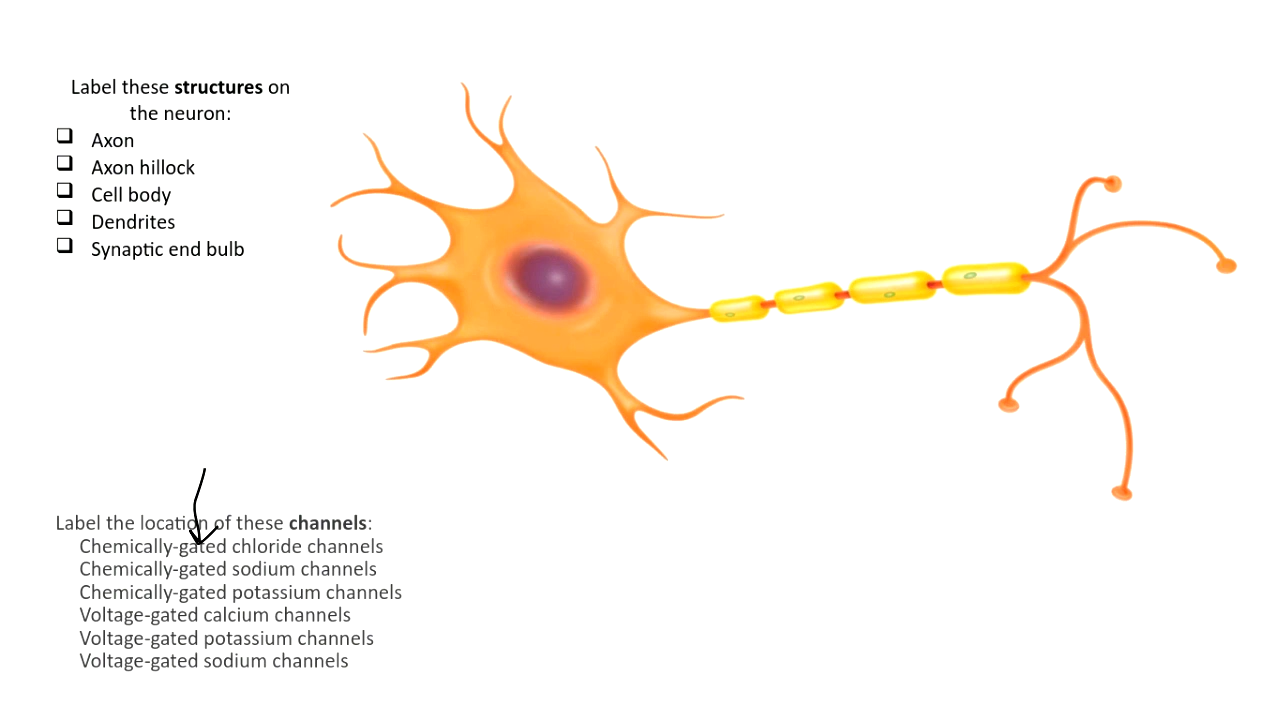 Label these structures on
the neuron:
❑ Axon
❑ Axon hillock
❑ Cell body
❑ Dendrites
❑ Synaptic end bulb
Label the location of these channels:
Chemically-gated chloride channels
Chemically-gated sodium channels
Chemically-gated potassium channels
Voltage-gated calcium channels
Voltage-gated potassium channels
Voltage-gated sodium channels